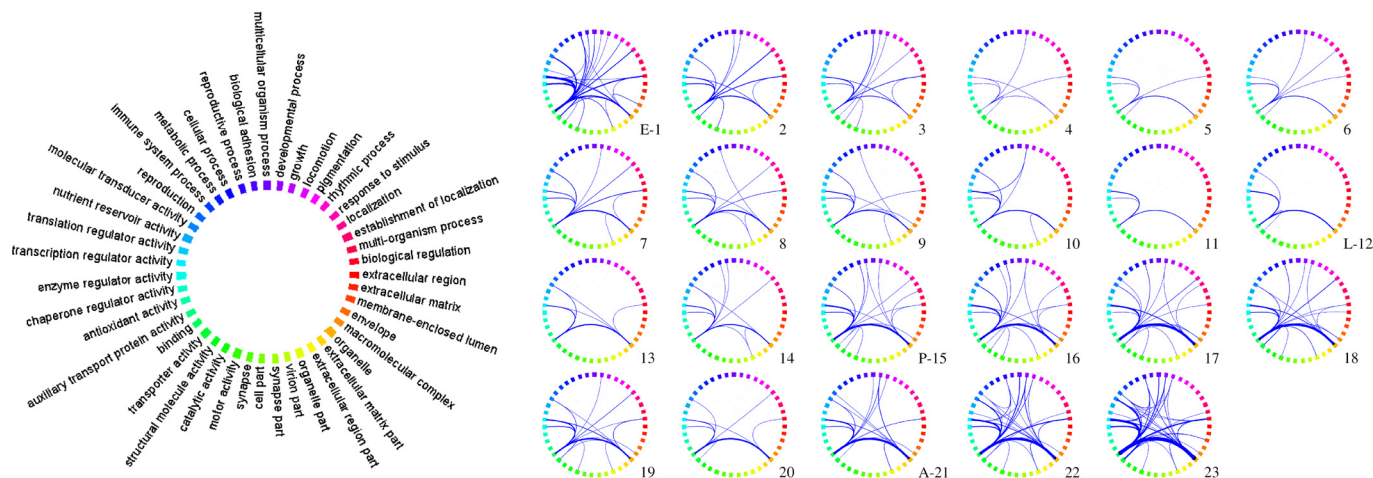 multicellular organism process
developmental process
growth
locomotion
pigmentation
rhythmic process
response to stimulus
localization
establishment of localization
multi-organism process
biological regulation
extracellular region
extracellular matrix
membrane-enclosed lumen
envelope
macromolecular complex
organelle
extracellular matrix part
extracellular region part
organelle part
virion part
synapse part
cell part
synapse
motor activity
catalytic activity
structural molecule activity
transporter activity
binding
auxiliary transport protein activity
antioxidant activity
chaperone regulator activity
enzyme regulator activity
transcription regulator activity
translation regulator activity
nutrient reservoir activity
molecular transducer activity
reproduction
immune system process
metabolic process
cellular process
reproductive process
biological adhesion
E-1
2
3
4
5
6
7
8
9
10
11
L-12
13
14
P-15
16
17
18
19
20
A-21
22
23